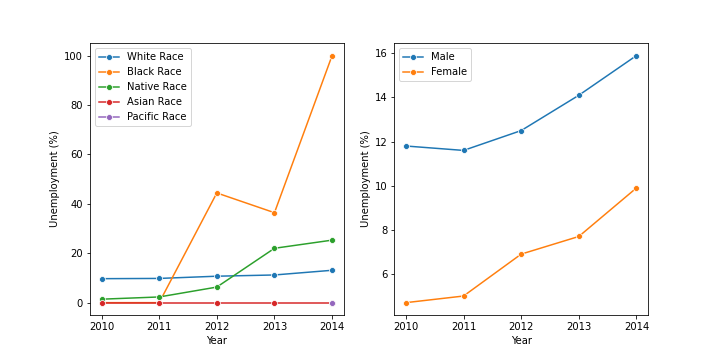 100
80
60
40
20
0
Unemployment (%)
White Race
Black Race
Native Race
Asian Race
Pacific Race
2010 2011 2012 2013 2014
Year
16
14
12
10
8
6
Unemployment (%)
Male
Female
2010 2011 2012 2013 2014
Year